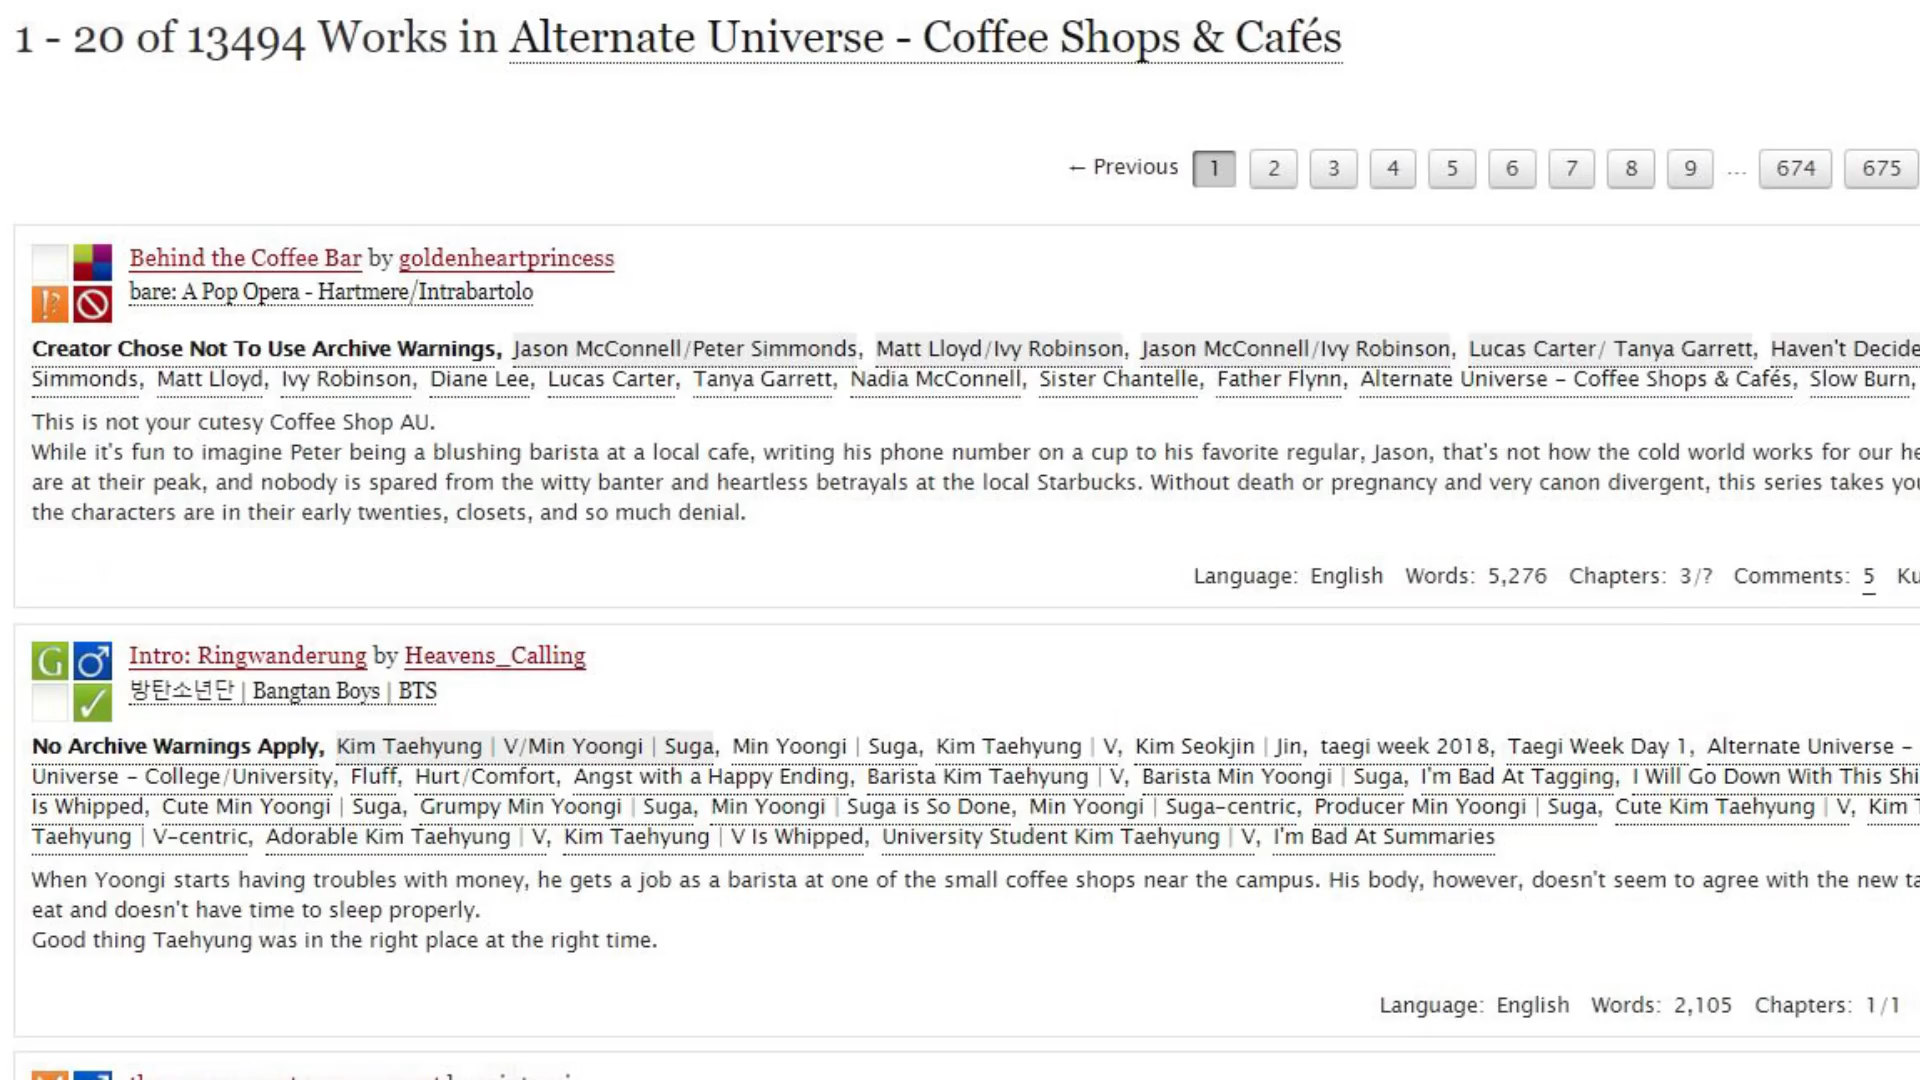 1 - 20 of 13494 Works in Alternate Universe - Coffee Shops & Cafés
← Previous 1 2 3 4 5 6 7 8 9 ... 674 675
Behind the Coffee Bar by goldenheartprincess
bare: A Pop Opera - Hartmere/Intrabartolo
!?
Creator Chose Not To Use Archive Warnings, Jason McConnell/Peter Simmonds, Matt Lloyd/Ivy Robinson, Jason McConnell/Ivy Robinson, Lucas Carter/ Tanya Garrett, Haven't Decide
Simmonds, Matt Lloyd, Ivy Robinson, Diane Lee, Lucas Carter, Tanya Garrett, Nadia McConnell, Sister Chantelle, Father Flynn, Alternate Universe - Coffee Shops & Cafés, Slow Burn,
This is not your cutesy Coffee Shop AU.
While it's fun to imagine Peter being a blushing barista at a local cafe, writing his phone number on a cup to his favorite regular, Jason, that's not how the cold world works for our he
are at their peak, and nobody is spared from the witty banter and heartless betrayals at the local Starbucks. Without death or pregnancy and very canon divergent, this series takes you
the characters are in their early twenties, closets, and so much denial.
Language: English Words: 5,276 Chapters: 3/? Comments: 5 Ku
G Intro: Ringwanderung by Heavens_Calling
방탄소년단 | Bangtan Boys | BTS
No Archive Warnings Apply, Kim Taehyung | V/Min Yoongi | Suga, Min Yoongi | Suga, Kim Taehyung | V, Kim Seokjin | Jin, taegi week 2018, Taegi Week Day 1, Alternate Universe -
Universe - College/University, Fluff, Hurt/Comfort, Angst with a Happy Ending, Barista Kim Taehyung | V, Barista Min Yoongi | Suga, I'm Bad At Tagging, I Will Go Down With This Shi
Is Whipped, Cute Min Yoongi | Suga, Grumpy Min Yoongi | Suga, Min Yoongi | Suga is So Done, Min Yoongi | Suga-centric, Producer Min Yoongi | Suga, Cute Kim Taehyung | V, Kim T
Taehyung | V-centric, Adorable Kim Taehyung | V, Kim Taehyung | V Is Whipped, University Student Kim Taehyung | V, I'm Bad At Summaries
When Yoongi starts having troubles with money, he gets a job as a barista at one of the small coffee shops near the campus. His body, however, doesn't seem to agree with the new ta
eat and doesn't have time to sleep properly.
Good thing Taehyung was in the right place at the right time.
Language: English Words: 2,105 Chapters: 1/1